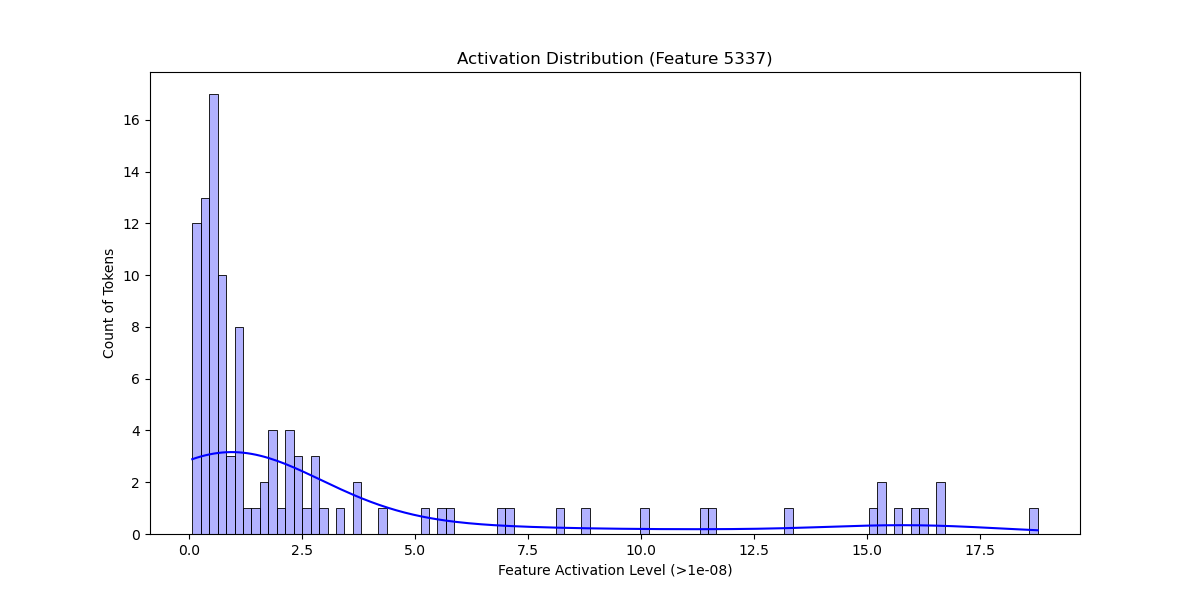 Activation Distribution (Feature 5337)
16
14
12
10
8
6
4
2
0
Count of Tokens
0.0 2.5 5.0 7.5 10.0 12.5 15.0 17.5
Feature Activation Level (>1e-08)